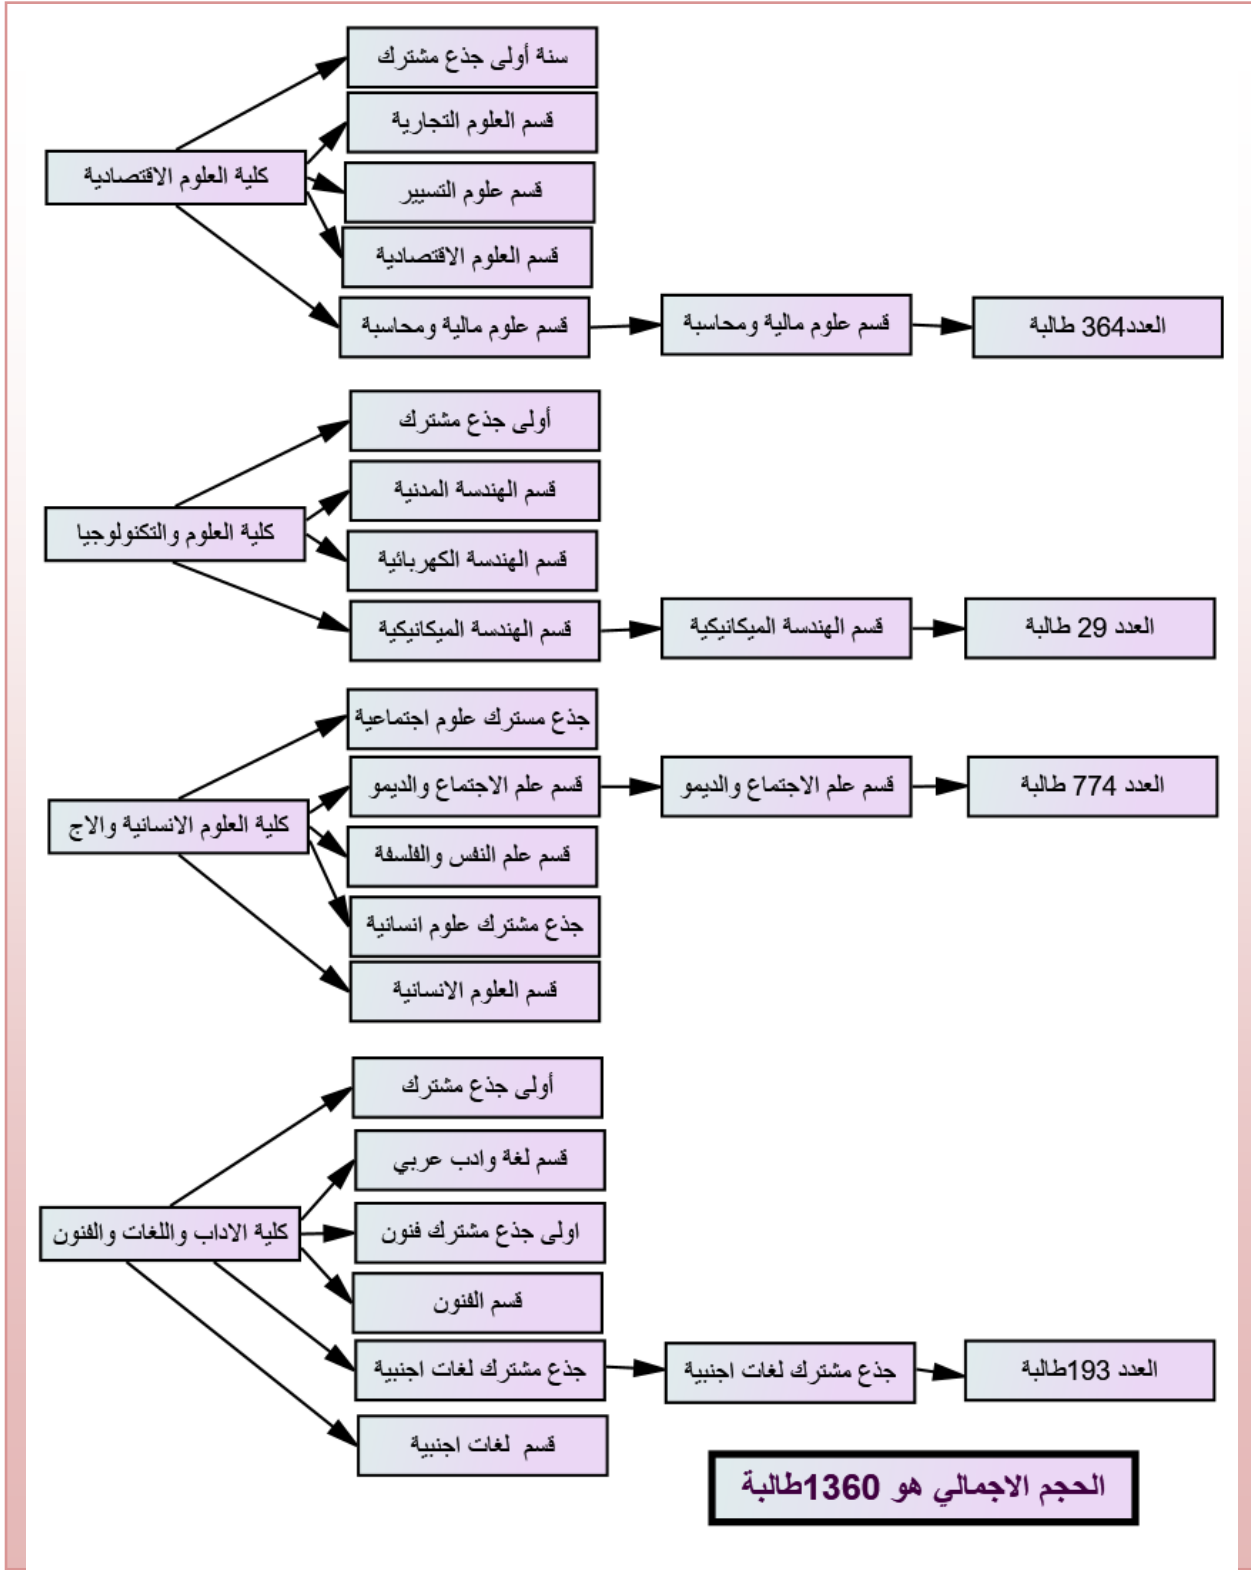 سنة أولى جذع مشترك
قسم العلوم التجارية
كلية العلوم الاقتصادية
قسم علوم التسيير
قسم العلوم الاقتصادية
قسم علوم مالية ومحاسبة
قسم علوم مالية ومحاسبة
العدد364 طالبة
أولى جذع مشترك
قسم الهندسة المدنية
كلية العلوم والتكنولوجيا
قسم الهندسة الكهربائية
قسم الهندسة الميكانيكية
قسم الهندسة الميكانيكية
العدد 29 طالبة
جذع مسترك علوم اجتماعية
قسم علم الاجتماع والديمو
قسم علم الاجتماع والديمو
العدد 774 طالبة
كلية العلوم الانسانية والاج
قسم علم النفس والفلسفة
جذع مشترك علوم انسانية
قسم العلوم الانسانية
أولى جذع مشترك
قسم لغة وادب عربي
كلية الاداب واللغات والفنون
اولى جذع مشترك فنون
قسم الفنون
جذع مشترك لغات اجنبية
جذع مشترك لغات اجنبية
العدد 193طالبة
قسم لغات اجنبية
الحجم الاجمالي هو 1360طالبة